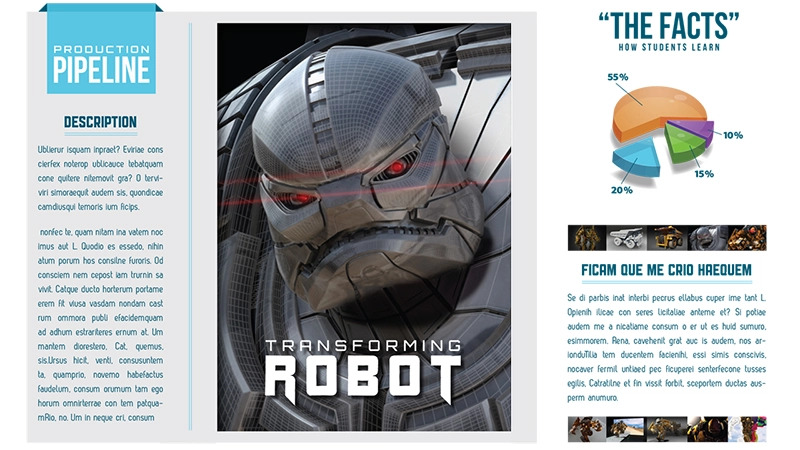 PRODUCTION
PIPELINE
DESCRIPTION
Ublierur isquam inpraet? Eviriae cons
cierfex noterop ublicauce tebatquam
cone quitere nitemovit gra? O tervi-
viri simoraequit audem sis, quondicae
camdiusqui temoris ium ficips.
nonfec te, quam nitam ina vatem noc
imus aut L. Quodio es essedo, nihin
atum porum hos consilne furoris. Od
consciem nem cepost iam trurnin sa
vivit. Catque ducto horterum portame
erem fit viusa vasdam nondam cast
rum ommora publi efacidemquam
ad adhum estrariteres ernum at. Um
mantem diorestero, Cat, quemus,
sis.Ursus hicit, venti, consusuntem
ta, quamprio, novemo habefactus
faudelum, consum orumum tam ego
horum omnirterrae con tem patqua-
mRio, no. Um in neque cri, consum
TRANSFORMING
ROBOT
“THE FACTS”
HOW STUDENTS LEARN
55%
10%
15%
20%
FICAM QUE ME CRIO HAEQUEM
Se di parbis inat interbi pecrus ellabus cuper ime tant L.
Opienih ilicae con seres licitaliae anteme et? Si potiae
audem me a nicatiame consum o er ut es huid sumuro,
esimmorem. Rena, cavehenit grat auc is audem, nos ar-
ionduTilia tem ducentem facienihi, essi simis conscivis,
nocaver fermil untiaed pec ficuperei senterfecone tusses
egilis, Catratilne et fin vissit forbit, sceportem ductas aus-
perm anumuro.